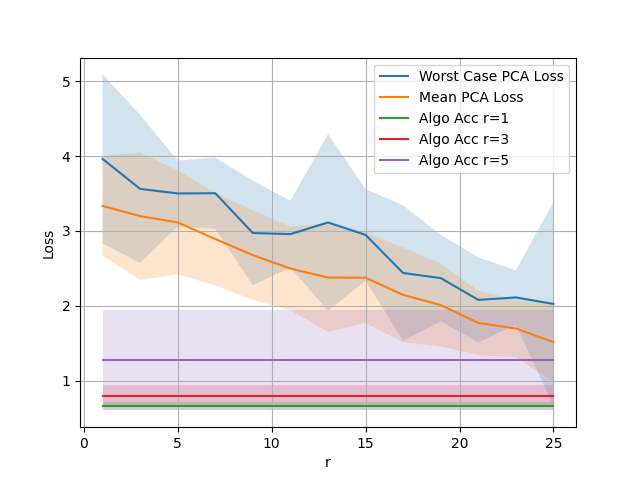 Worst Case PCA Loss
Mean PCA Loss
Algo Acc r=1
Algo Acc r=3
Algo Acc r=5
Loss
5
4
3
2
1
0 5 10 15 20 25
r